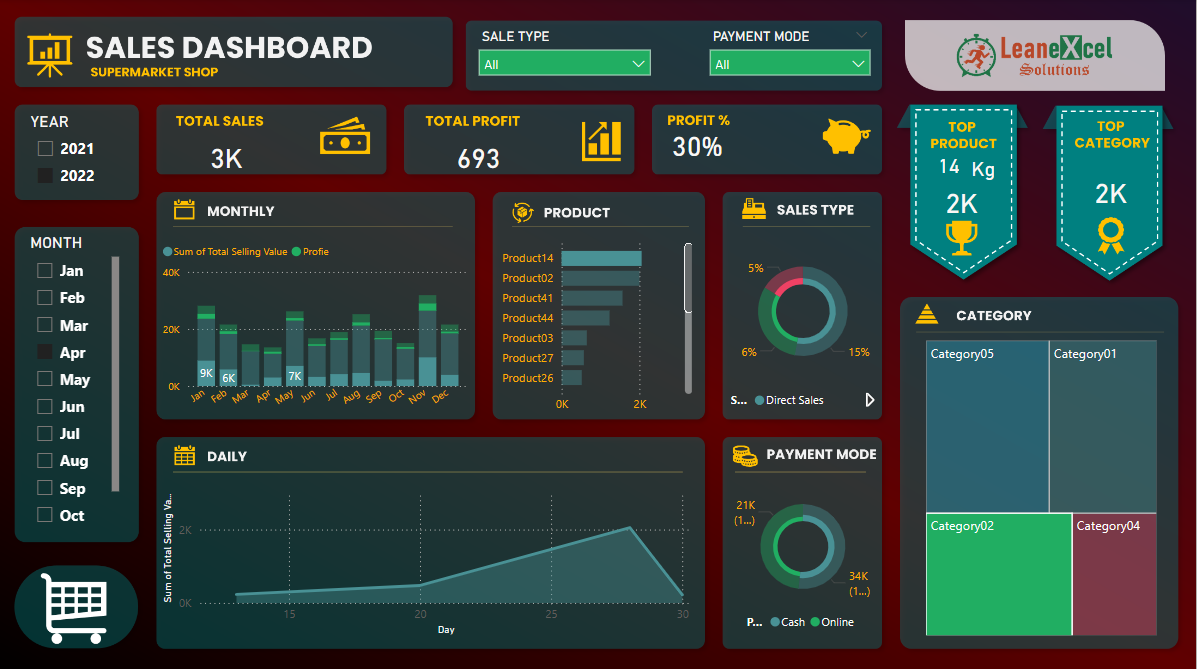 SALES DASHBOARD
SUPERMARKET SHOP
SALE TYPE
All
PAYMENT MODE
All
LeaneXcel
Solutions
YEAR
2021
2022
TOTAL SALES
3K
TOTAL PROFIT
693
PROFIT %
30%
TOP
PRODUCT
14 Kg
2K
TOP
CATEGORY
2K
MONTH
Jan
Feb
Mar
Apr
May
Jun
Jul
Aug
Sep
Oct
MONTHLY
Sum of Total Selling Value
Profie
40K
20K
0K
9K
6K
7K
Jan
Feb
Mar
Apr
May
Jun
Jul
Aug
Sep
Oct
Nov
Dec
PRODUCT
Product14
Product02
Product41
Product44
Product03
Product27
Product26
0K
2K
SALES TYPE
5%
6%
15%
S...
Direct Sales
CATEGORY
Category05
Category01
Category02
Category04
DAILY
Sum of Total Selling Va...
2K
0K
15
20
25
30
Day
PAYMENT MODE
21K
(1...)
34K
(1...)
P...
Cash
Online